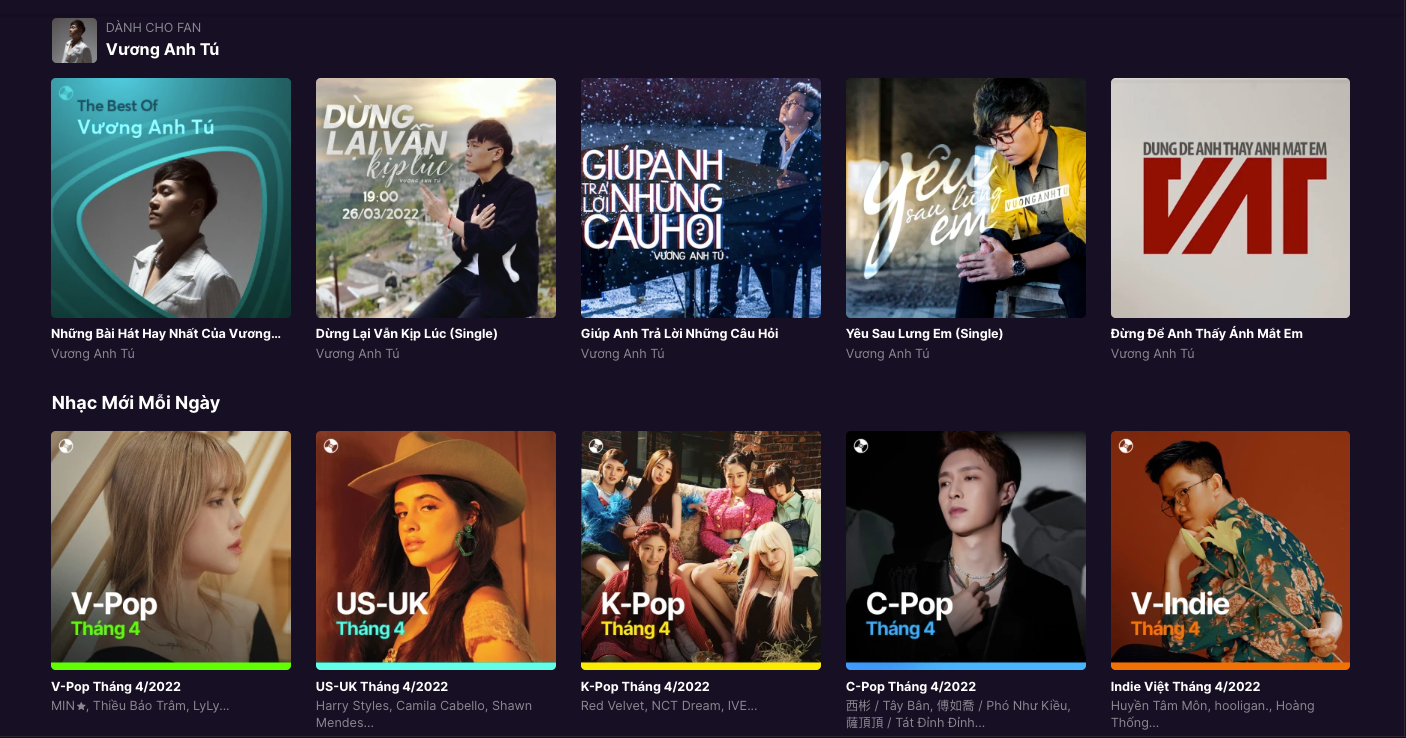 DÀNH CHO FAN
Vương Anh Tú
The Best Of
Vương Anh Tú
DỪNG
LẠI VẪN
kịp lúc
VƯƠNG ANH TÚ
19:00
26/03/2022
GIÚP ANH
TRẢ
LỜI NHỮNG
CÂU HỎI
?
VƯƠNG ANH TÚ
yêu
sau lưng
em
VUONGANHTU
DUNG DE ANH THAY ANH MAT EM
VAT
Những Bài Hát Hay Nhất Của Vương...
Vương Anh Tú
Dừng Lại Vẫn Kịp Lúc (Single)
Vương Anh Tú
Giúp Anh Trả Lời Những Câu Hỏi
Vương Anh Tú
Yêu Sau Lưng Em (Single)
Vương Anh Tú
Đừng Để Anh Thấy Ánh Mắt Em
Vương Anh Tú
Nhạc Mới Mỗi Ngày
V-Pop
Tháng 4
US-UK
Tháng 4
K-Pop
Tháng 4
C-Pop
Tháng 4
V-Indie
Tháng 4
V-Pop Tháng 4/2022
MIN★, Thiều Bảo Trâm, LyLy...
US-UK Tháng 4/2022
Harry Styles, Camila Cabello, Shawn
Mendes...
K-Pop Tháng 4/2022
Red Velvet, NCT Dream, IVE...
C-Pop Tháng 4/2022
西彬 / Tây Bân, 傅如喬 / Phó Như Kiều,
薩頂頂 / Tát Đỉnh Đỉnh...
Indie Việt Tháng 4/2022
Huyền Tâm Môn, hooligan., Hoàng
Thống...